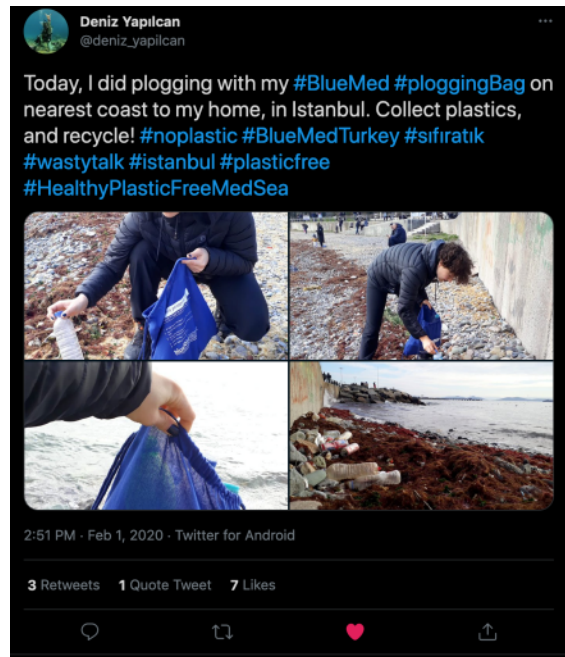 Deniz Yapılcan
@deniz_yapilcan
Today, I did plogging with my #BlueMed #ploggingBag on
nearest coast to my home, in Istanbul. Collect plastics,
and recycle! #noplastic #BlueMedTurkey #sıfıratık
#wastytalk #istanbul #plasticfree
#HealthyPlasticFreeMedSea
2:51 PM · Feb 1, 2020 · Twitter for Android
3 Retweets 1 Quote Tweet 7 Likes